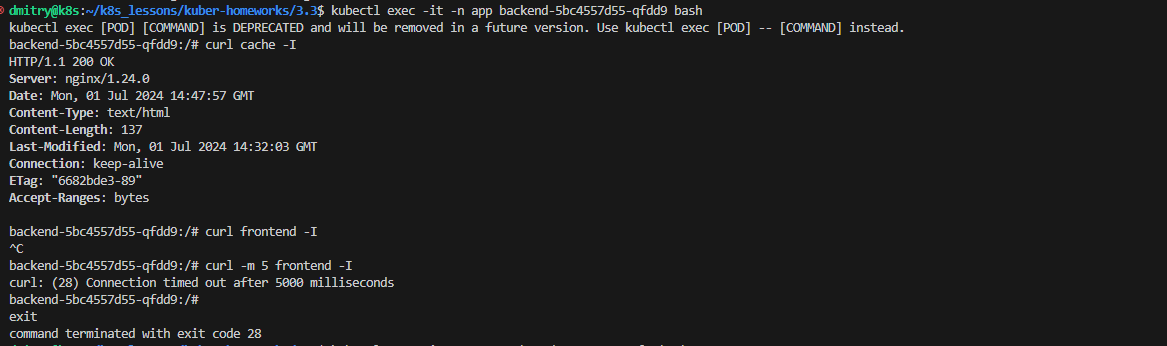 dmitry@k8s:~/k8s_lessons/kuber-homeworks/3.3$ kubectl exec -it -n app backend-5bc4557d55-qfdd9 bash
kubectl exec [POD] [COMMAND] is DEPRECATED and will be removed in a future version. Use kubectl exec [POD] -- [COMMAND] instead.
backend-5bc4557d55-qfdd9:/# curl cache -I
HTTP/1.1 200 OK
Server: nginx/1.24.0
Date: Mon, 01 Jul 2024 14:47:57 GMT
Content-Type: text/html
Content-Length: 137
Last-Modified: Mon, 01 Jul 2024 14:32:03 GMT
Connection: keep-alive
ETag: "6682bde3-89"
Accept-Ranges: bytes

backend-5bc4557d55-qfdd9:/# curl frontend -I
^C
backend-5bc4557d55-qfdd9:/# curl -m 5 frontend -I
curl: (28) Connection timed out after 5000 milliseconds
backend-5bc4557d55-qfdd9:/#
exit
command terminated with exit code 28